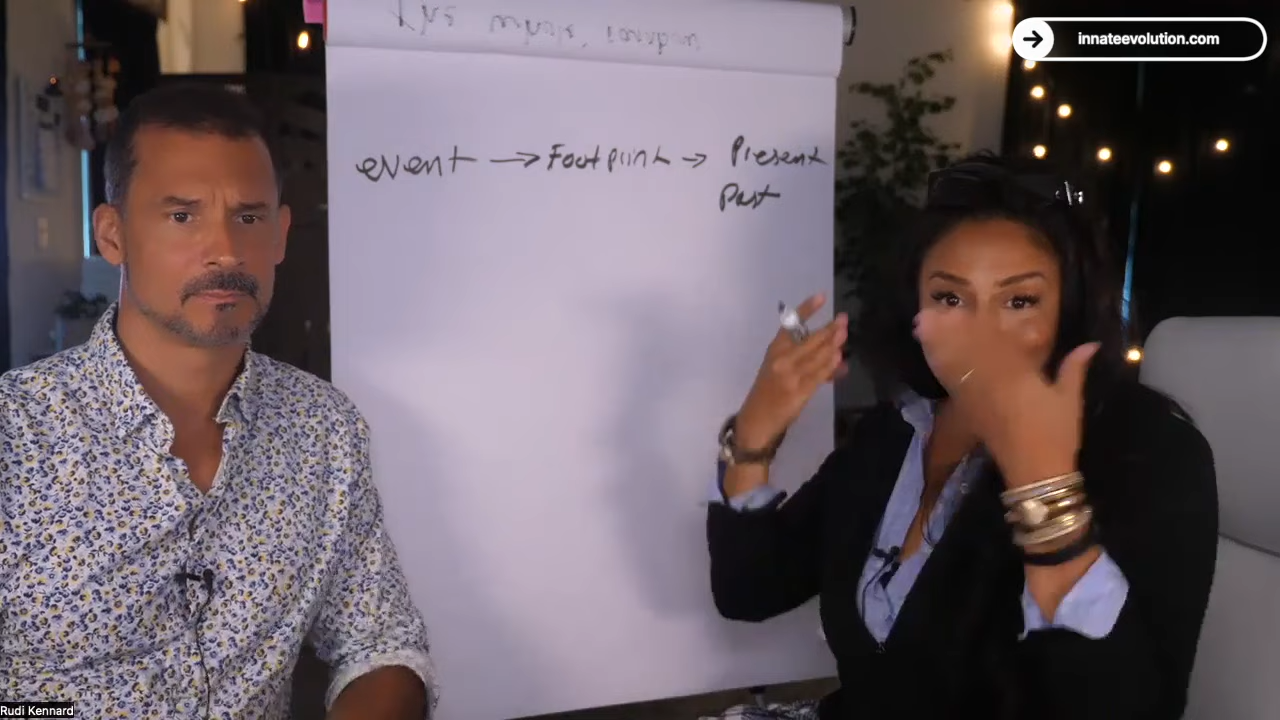 innateevolution.com
event → Footprint → Present
Past
Rudi Kennard